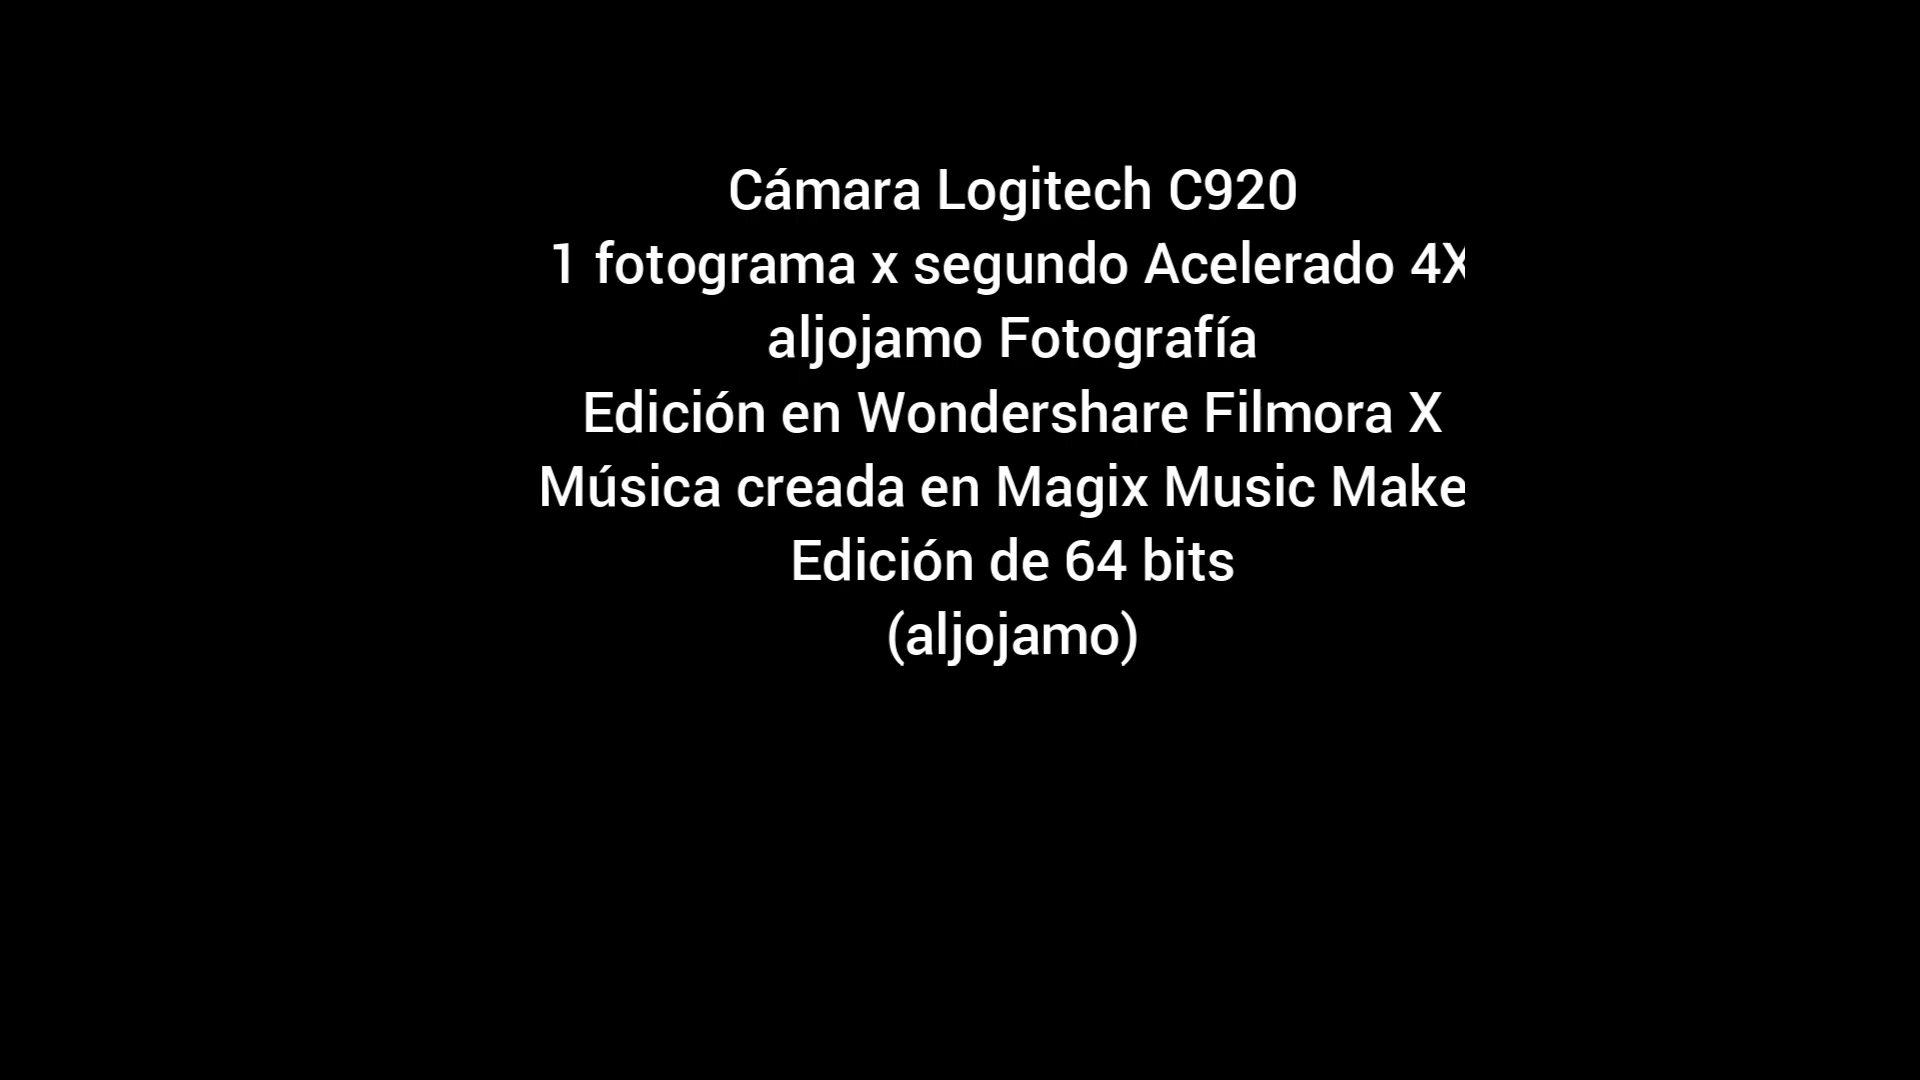 Cámara Logitech C920
1 fotograma x segundo Acelerado 4X
aljojamo Fotografía
Edición en Wondershare Filmora X
Música creada en Magix Music Make
Edición de 64 bits
(aljojamo)